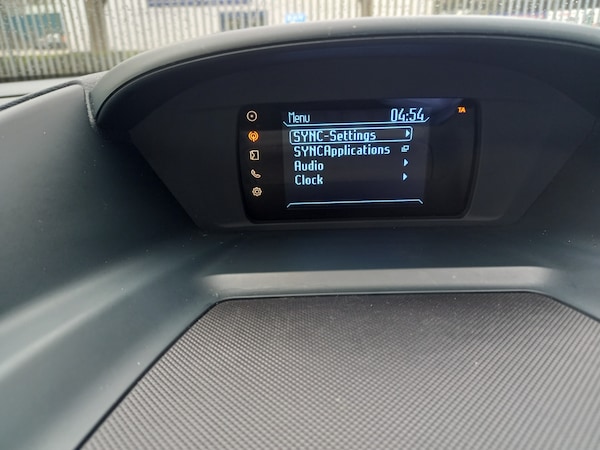 Menu 04:54 TA
SYNC-Settings
SYNCApplications
Audio
Clock